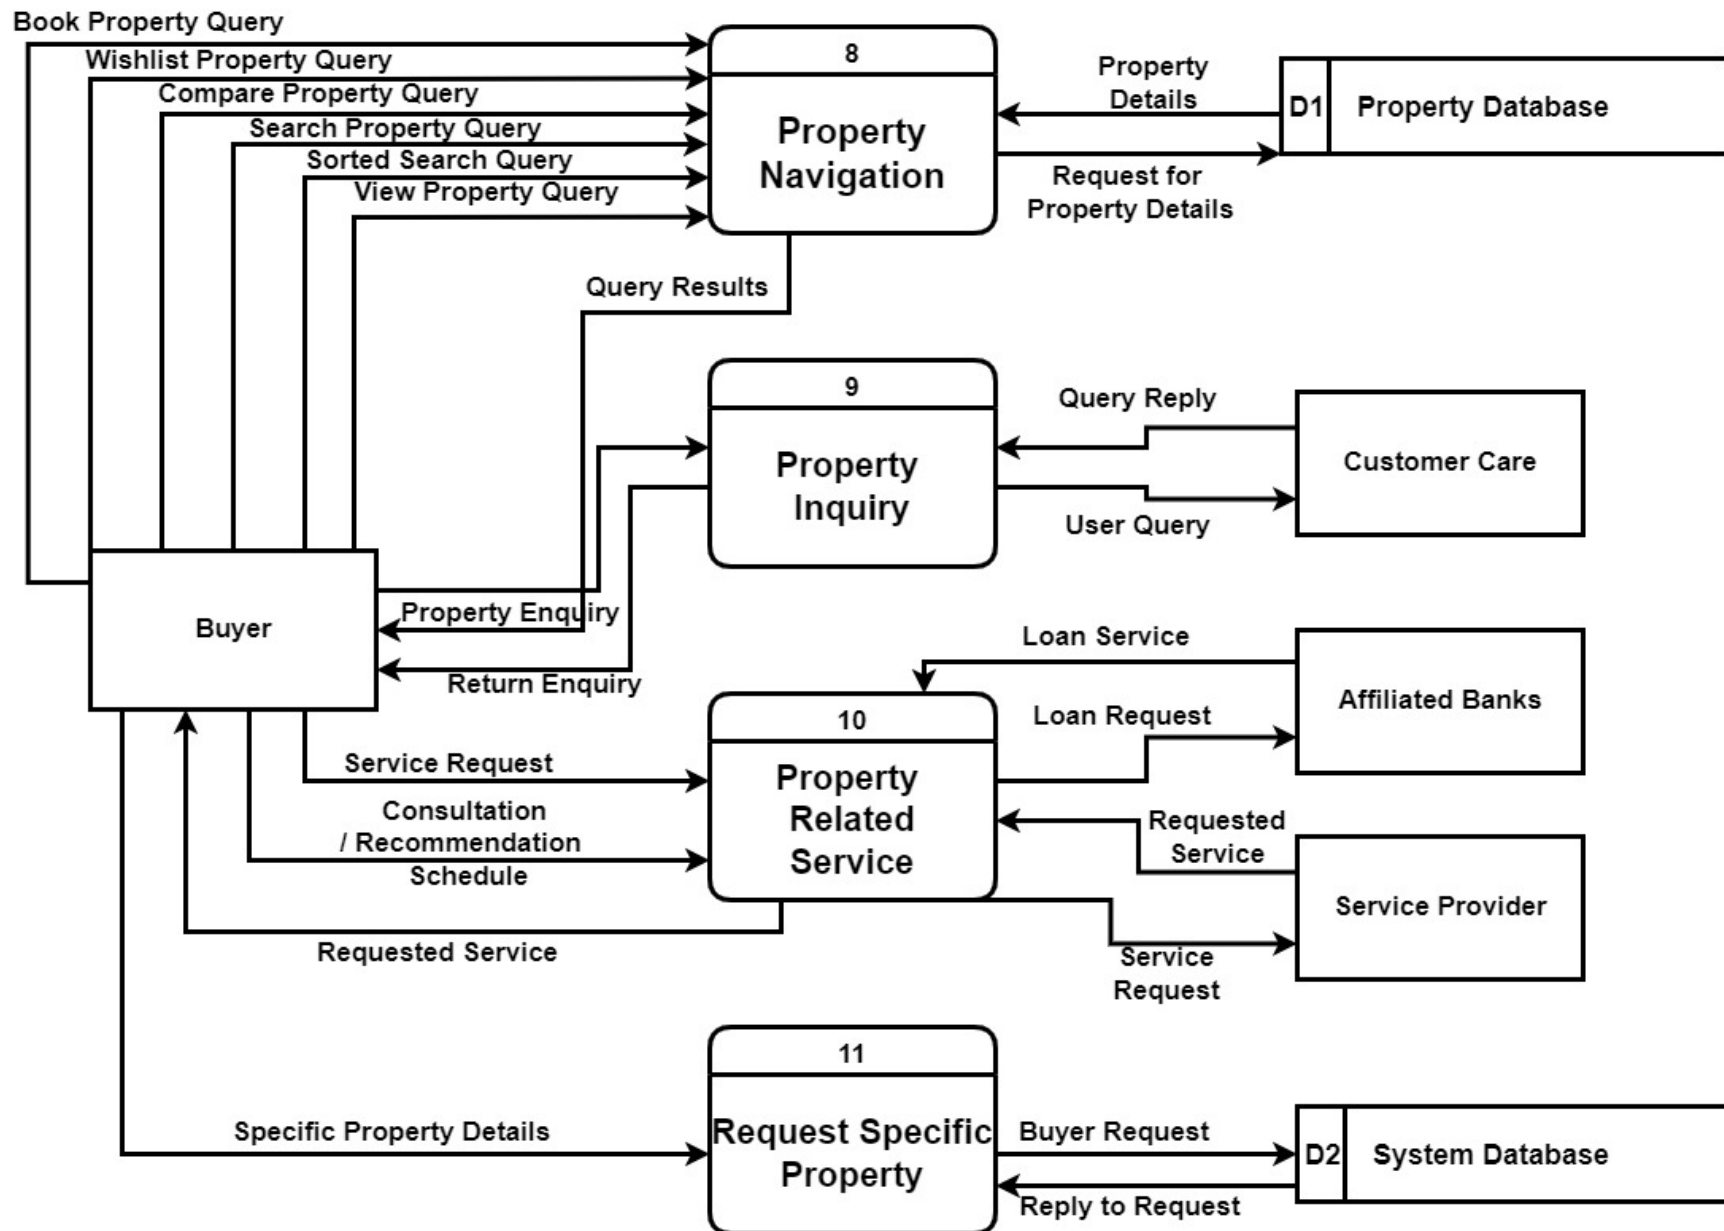 Book Property Query
Wishlist Property Query
Compare Property Query
Search Property Query
Sorted Search Query
View Property Query
8
Property
Navigation
Property
Details
D1
Property Database
Request for
Property Details
Query Results
9
Property
Inquiry
Query Reply
Customer Care
User Query
Buyer
Property Enquiry
Return Enquiry
Loan Service
Affiliated Banks
Loan Request
10
Property
Related
Service
Service Request
Consultation
/ Recommendation
Schedule
Requested
Service
Service Provider
Requested Service
Service
Request
11
Request Specific
Property
Specific Property Details
Buyer Request
D2
System Database
Reply to Request